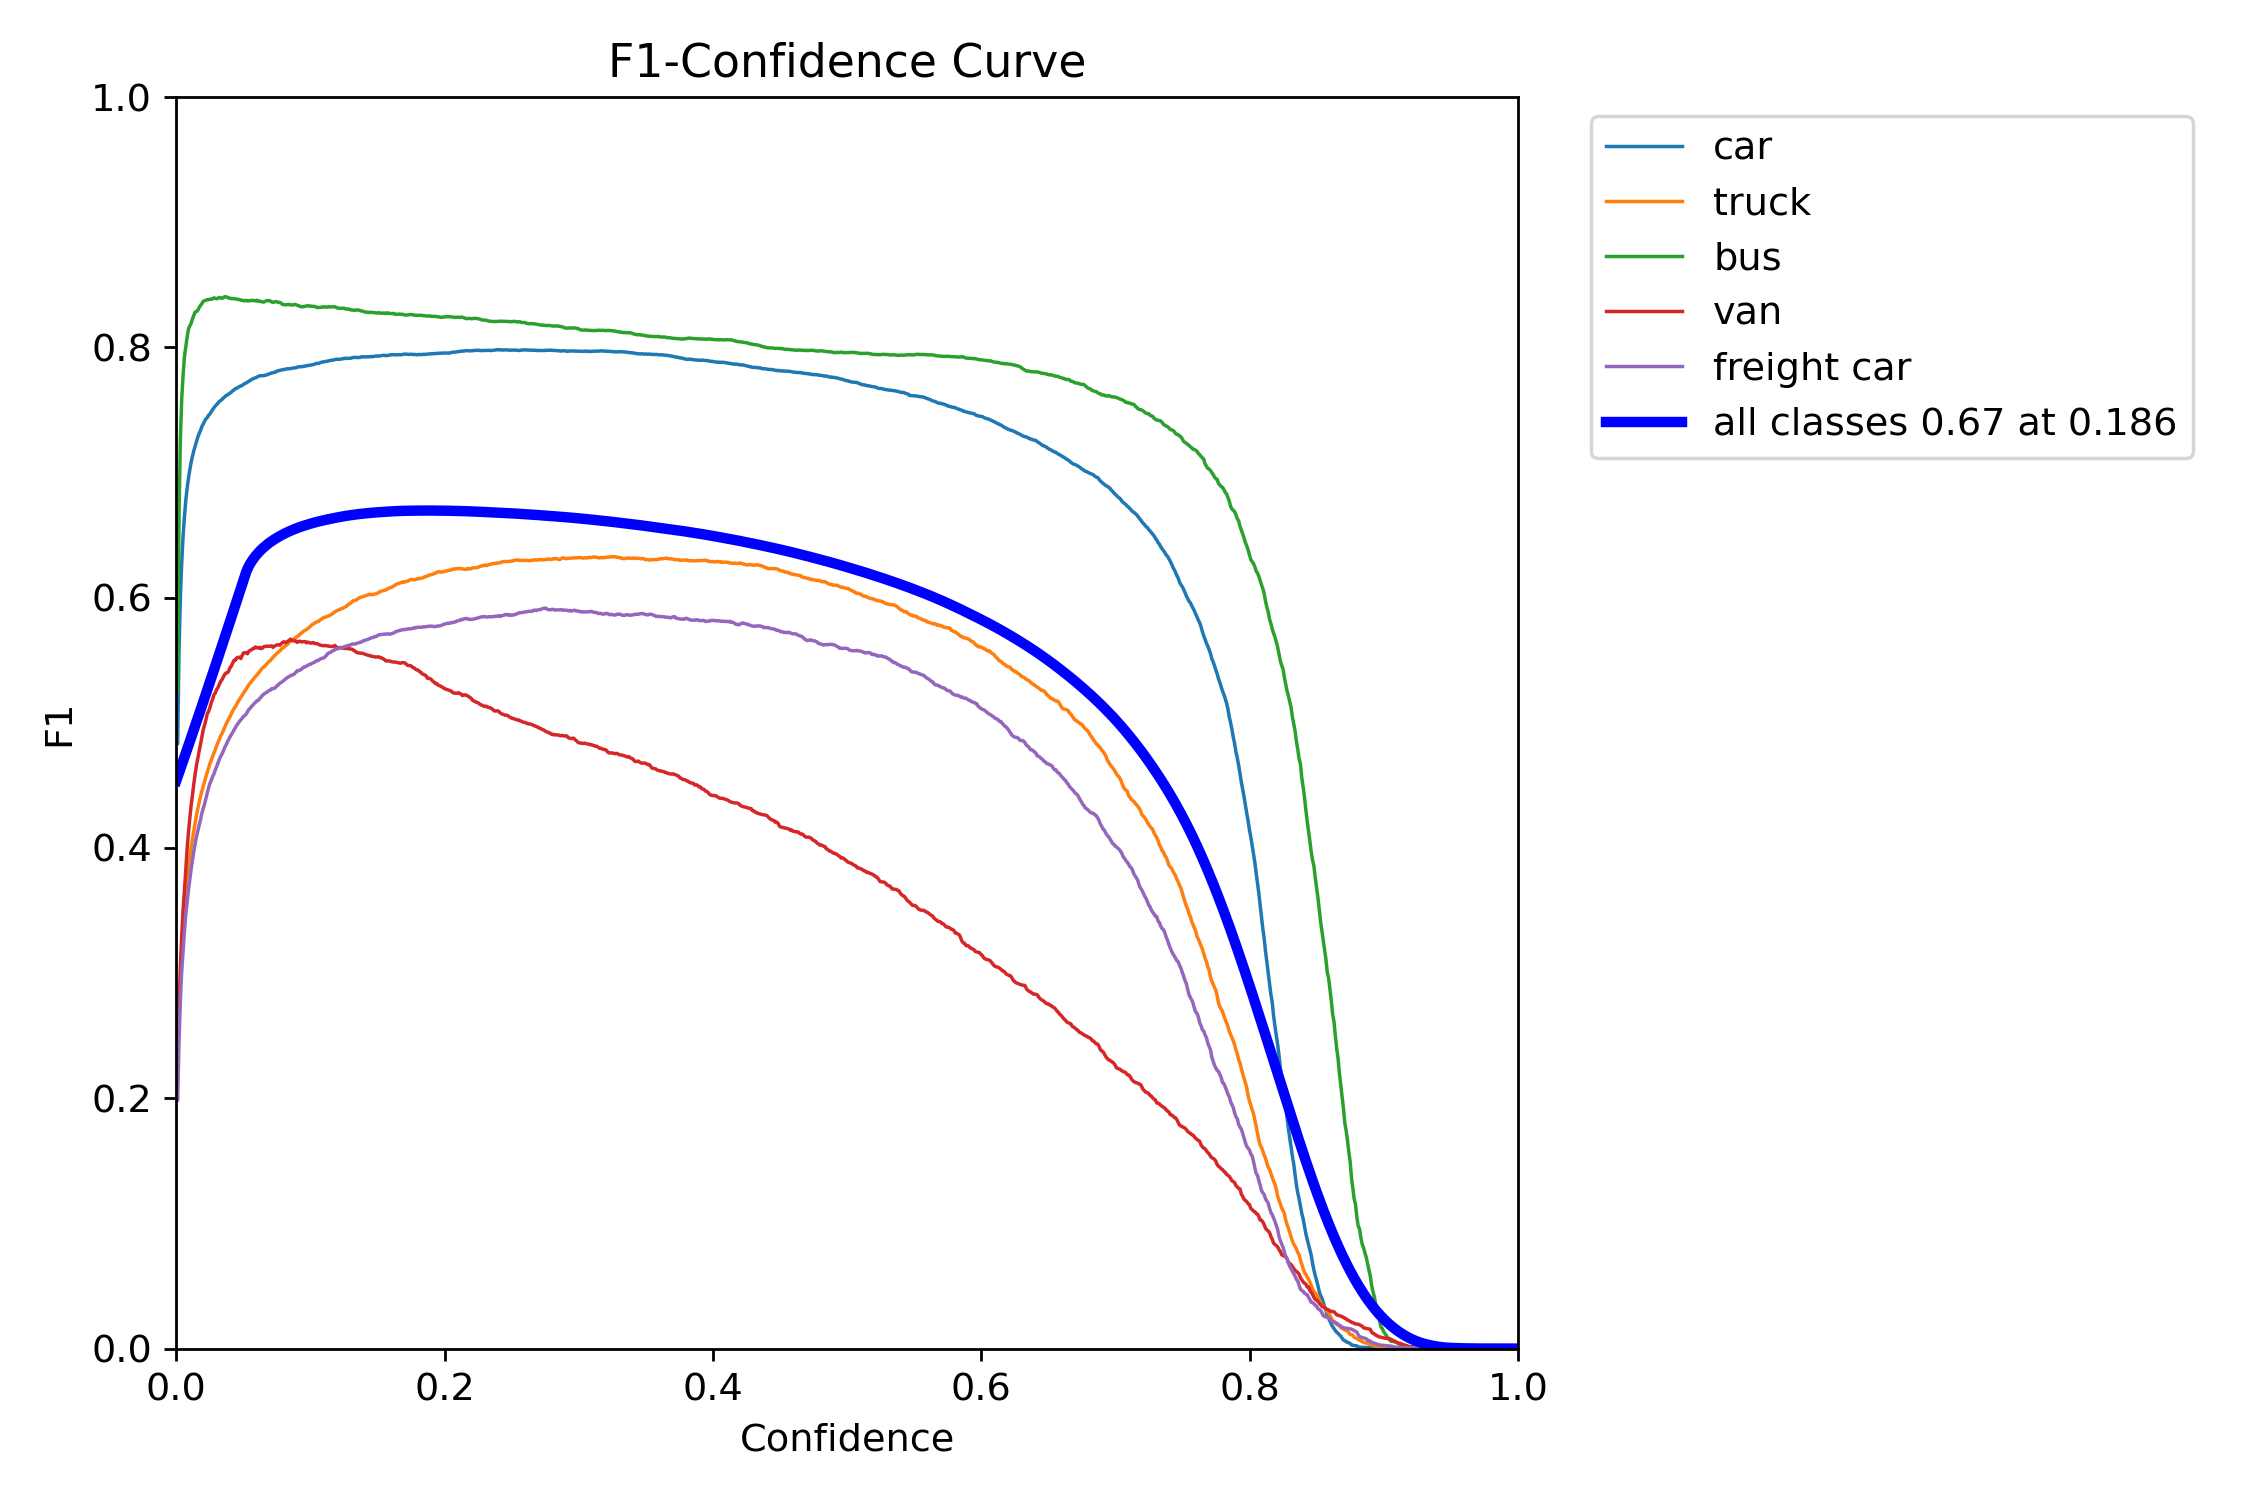 F1-Confidence Curve
1.0
0.8
0.6
0.4
0.2
0.0
F1
0.0 0.2 0.4 0.6 0.8 1.0
Confidence
car
truck
bus
van
freight car
all classes 0.67 at 0.186